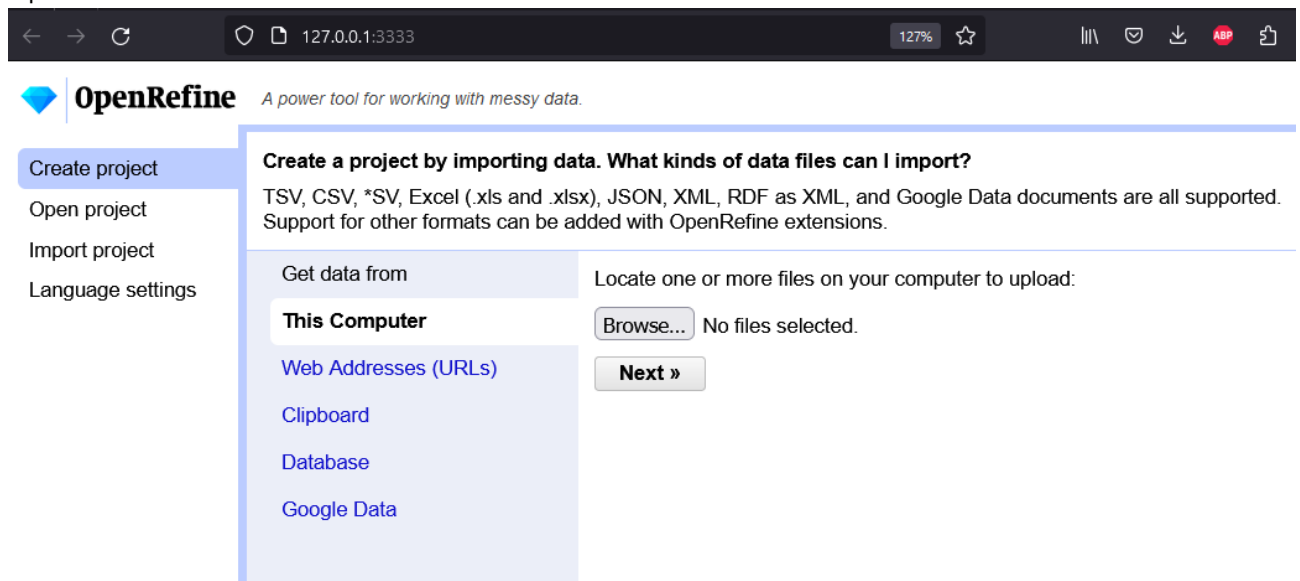 127.0.0.1:3333
127%
ABP
OpenRefine
A power tool for working with messy data.
Create project
Open project
Import project
Language settings
Create a project by importing data. What kinds of data files can I import?
TSV, CSV, *SV, Excel (.xls and .xlsx), JSON, XML, RDF as XML, and Google Data documents are all supported.
Support for other formats can be added with OpenRefine extensions.
Get data from
This Computer
Web Addresses (URLs)
Clipboard
Database
Google Data
Locate one or more files on your computer to upload:
Browse... No files selected.
Next »